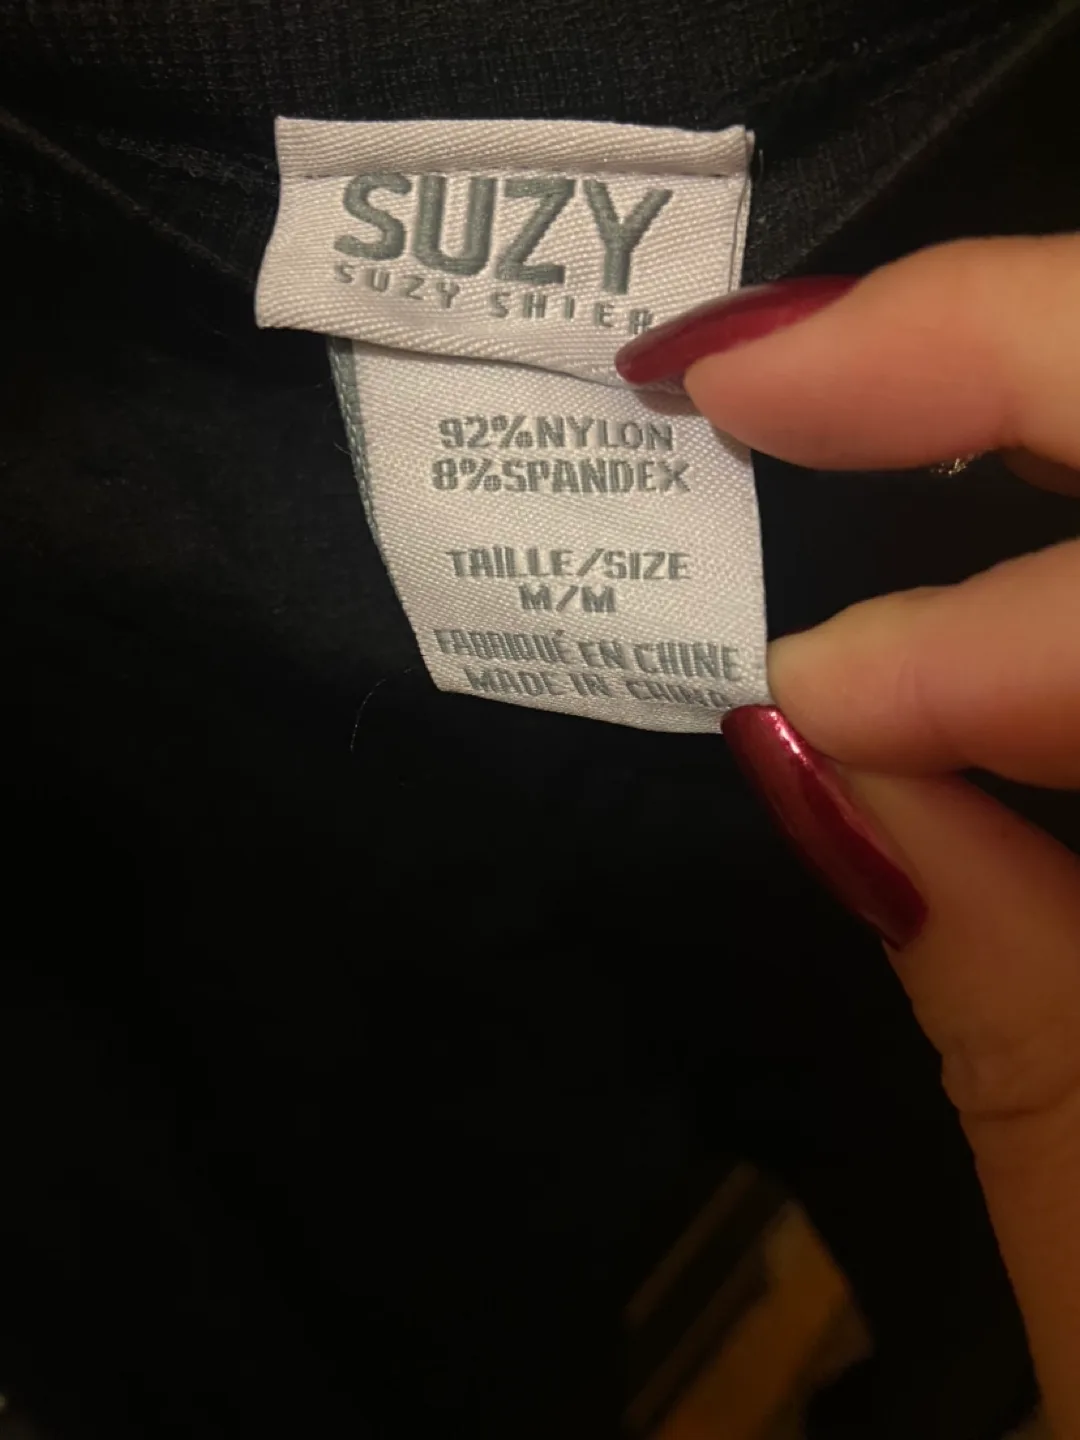 SUZY
SUZY SHIER
92%NYLON
8%SPANDEX
TAILLE/SIZE
M/M
FABRIQUÉ EN CHINE
MADE IN CHINA